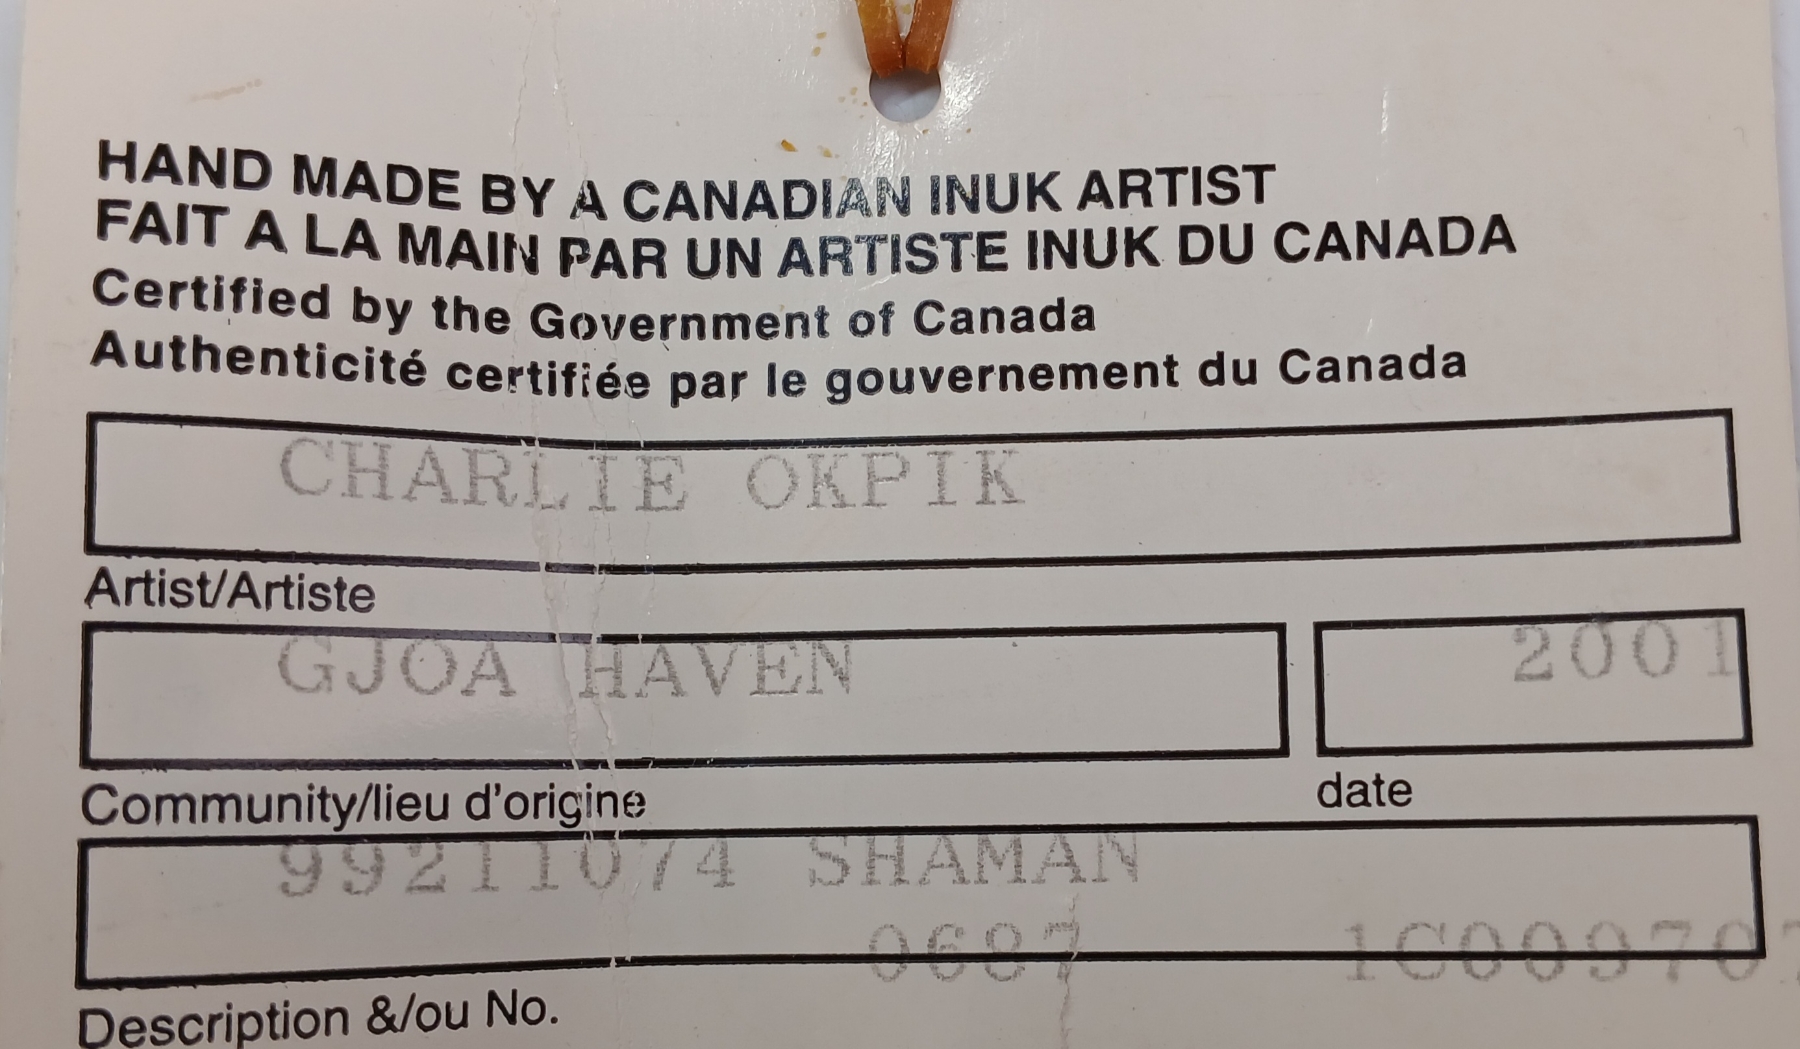 HAND MADE BY A CANADIAN INUK ARTIST
FAIT A LA MAIN PAR UN ARTISTE INUK DU CANADA
Certified by the Government of Canada
Authenticité certifiée par le gouvernement du Canada
CHARLIE OKPIK
Artist/Artiste
GJOA HAVEN 2001
Community/lieu d'origine date
99211074 SHAMAN
0687
Description &/ou No.